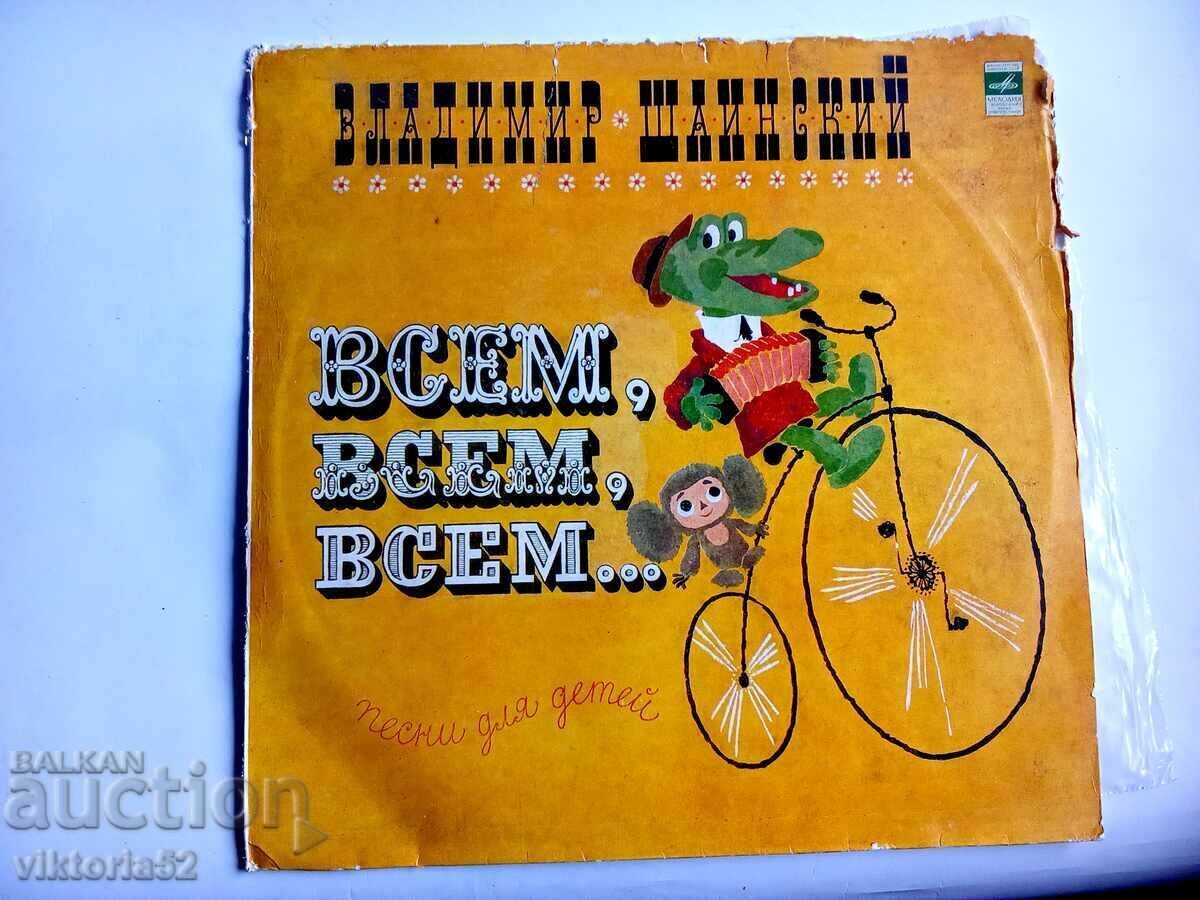 ВЛАДИМИР ШАИНСКИЙ
МЕЛОДИЯ
ВСЕМ,
ВСЕМ,
ВСЕМ...
песни для детей
BALKAN
auction
viktoria52